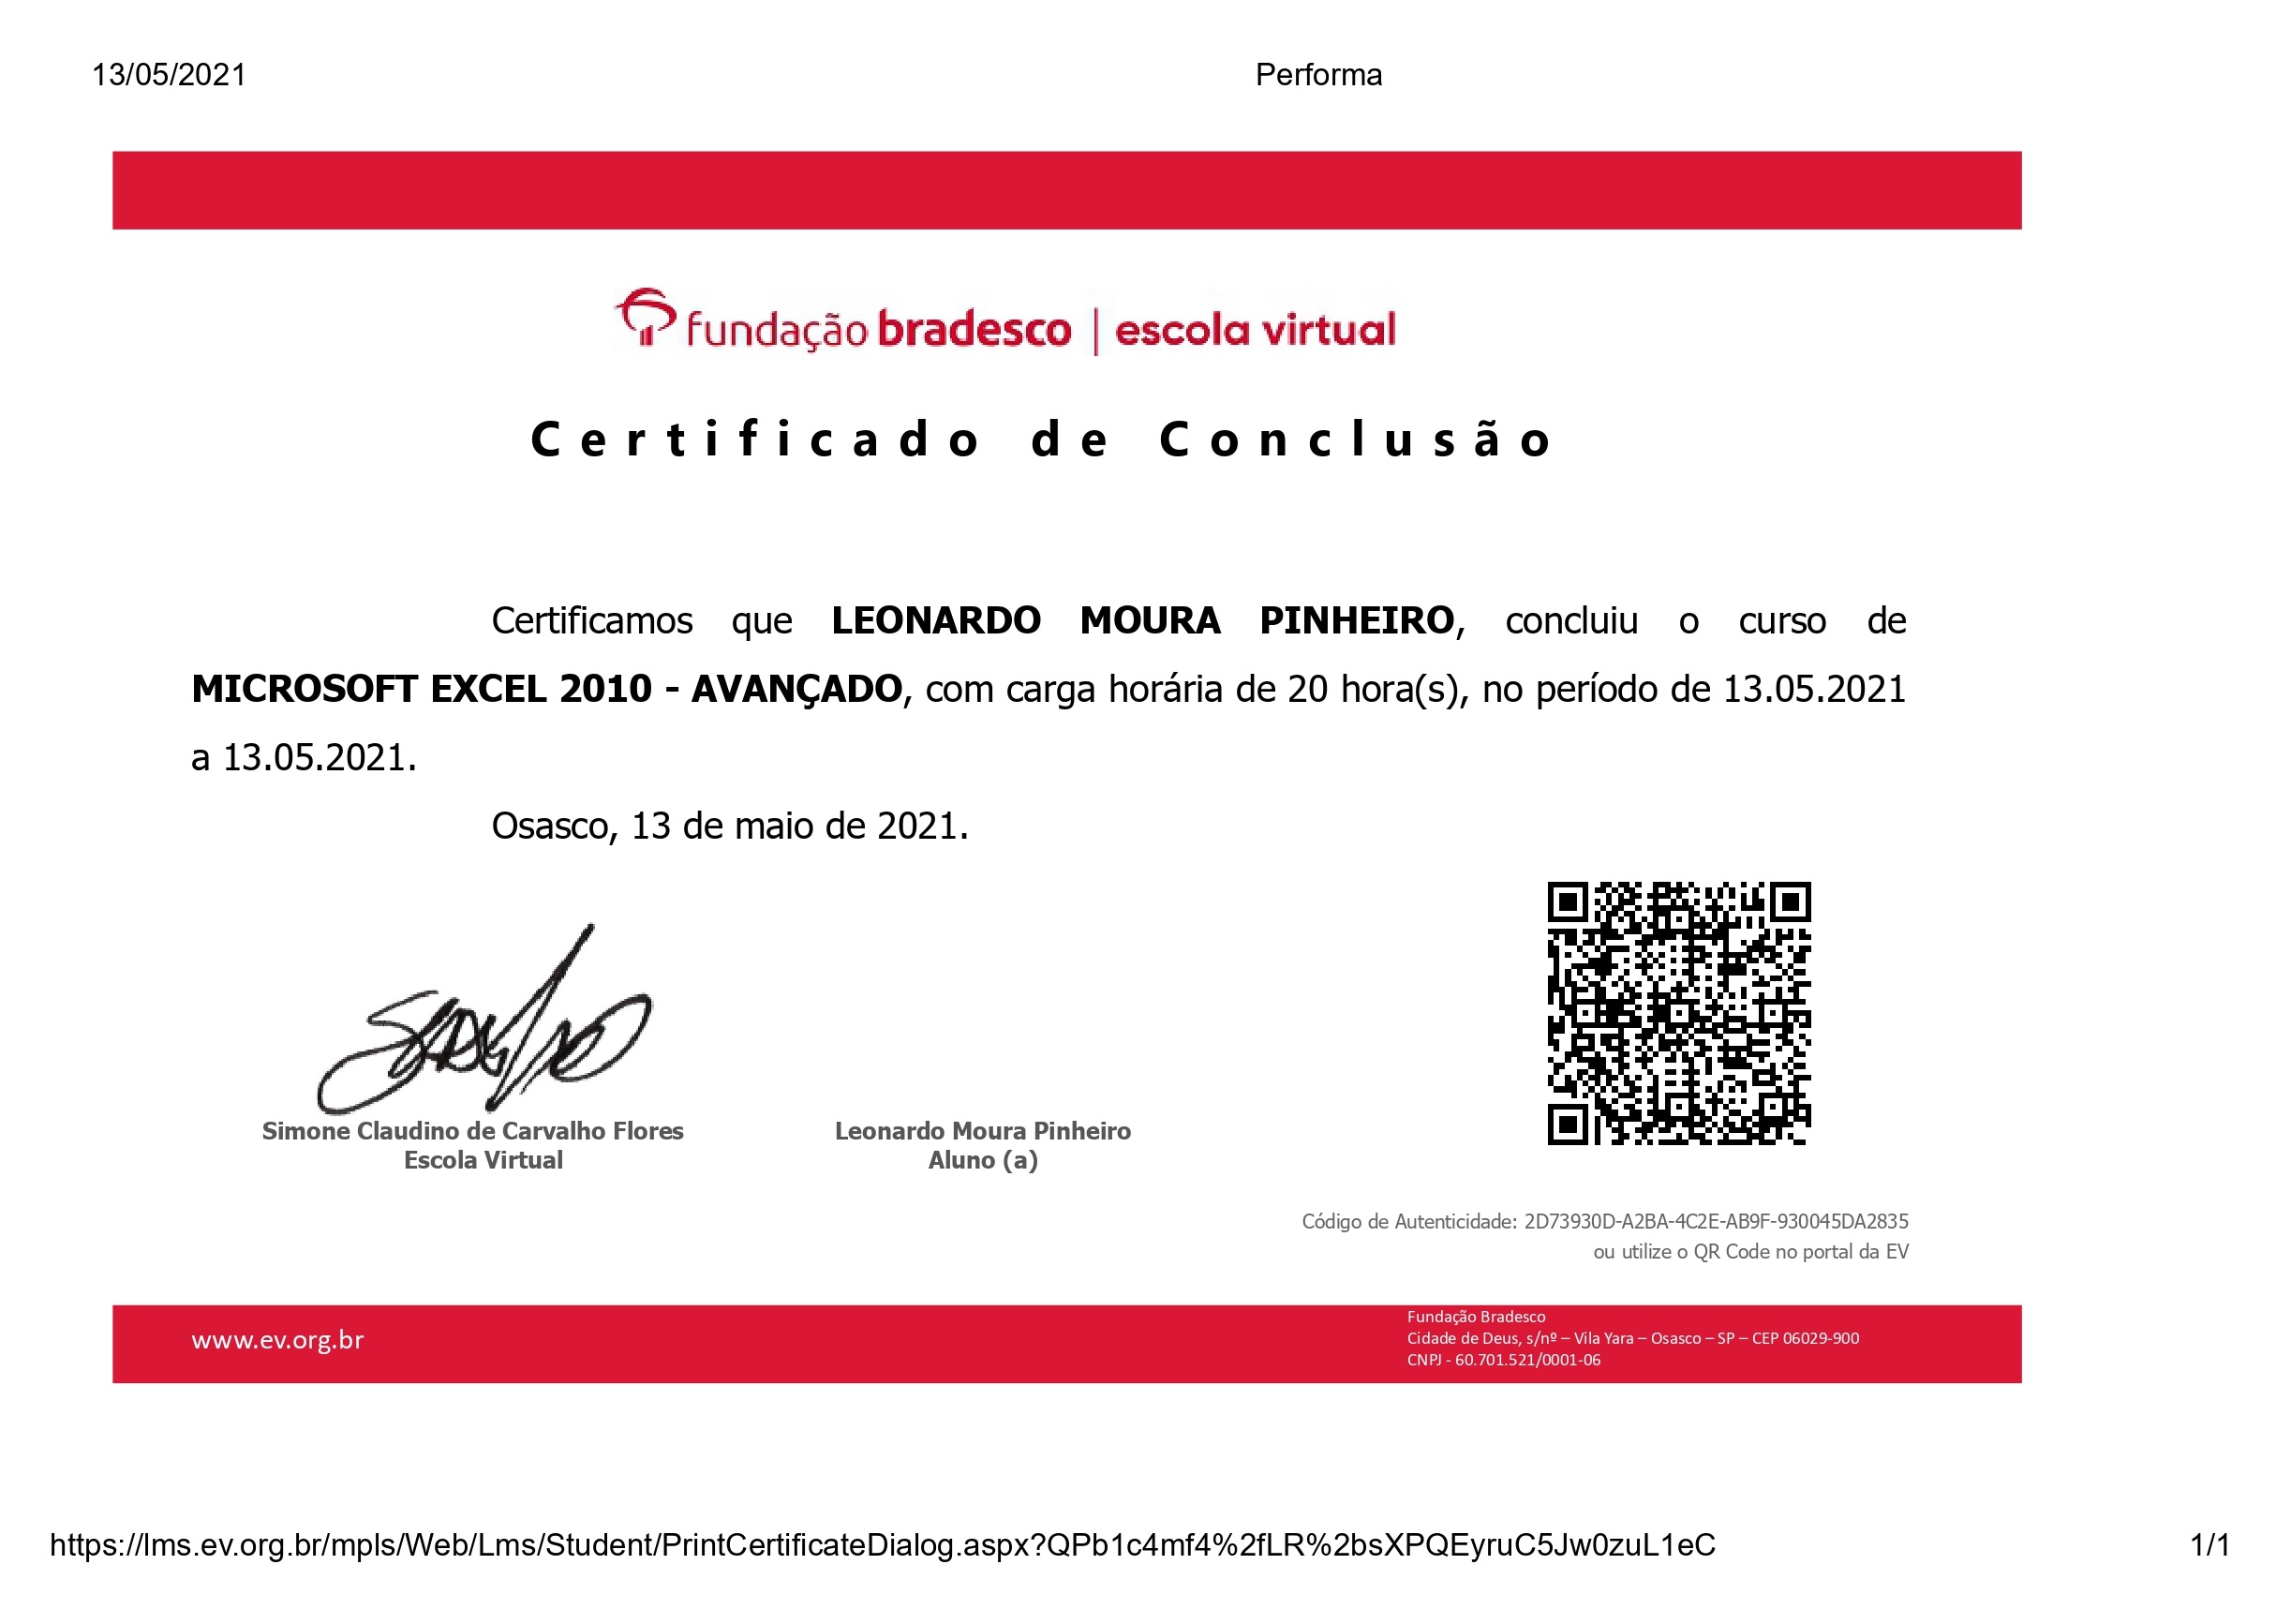 13/05/2021 Performa
fundação bradesco | escola virtual
Certificado de Conclusão
Certificamos que LEONARDO MOURA PINHEIRO, concluiu o curso de
MICROSOFT EXCEL 2010 - AVANÇADO, com carga horária de 20 hora(s), no período de 13.05.2021
a 13.05.2021.
Osasco, 13 de maio de 2021.
Simone Claudino de Carvalho Flores
Escola Virtual
Leonardo Moura Pinheiro
Aluno (a)
Código de Autenticidade: 2D73930D-A2BA-4C2E-AB9F-930045DA2835
ou utilize o QR Code no portal da EV
www.ev.org.br
Fundação Bradesco
Cidade de Deus, s/nº – Vila Yara – Osasco – SP – CEP 06029-900
CNPJ - 60.701.521/0001-06
https://lms.ev.org.br/mpls/Web/Lms/Student/PrintCertificateDialog.aspx?QPb1c4mf4%2fLR%2bsXPQEyruC5Jw0zuL1eC 1/1